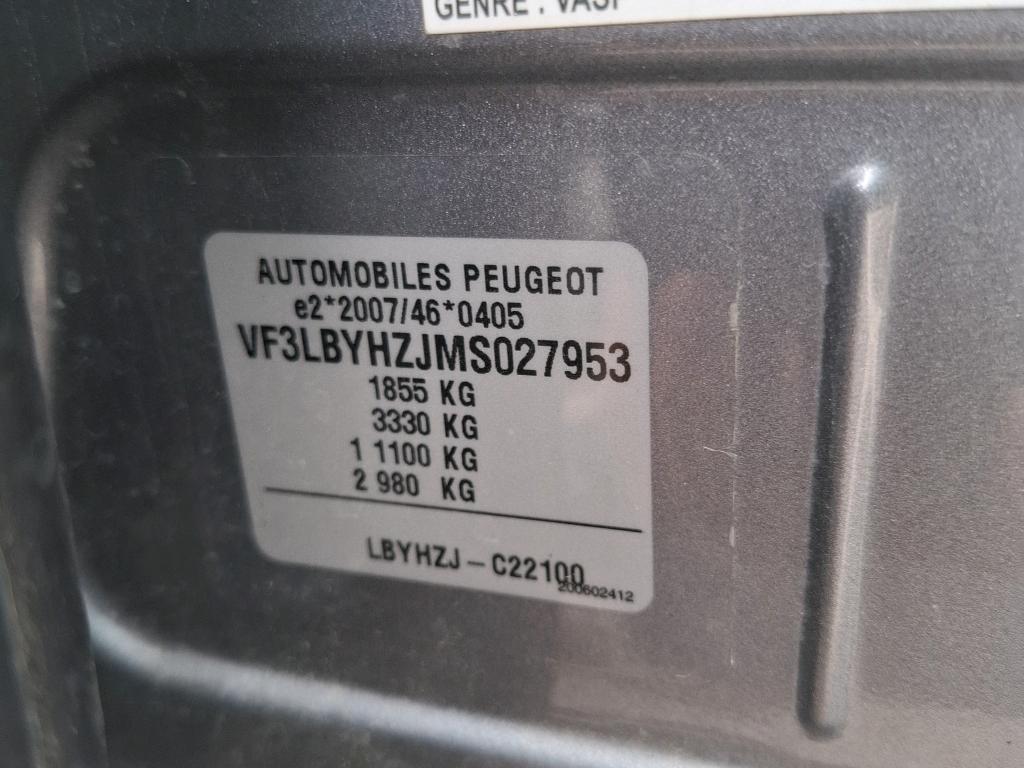 GENRE : VASP
AUTOMOBILES PEUGEOT
e2*2007/46*0405
VF3LBYHZJMS027953
1855 KG
3330 KG
1 1100 KG
2 980 KG
LBYHZJ – C22100
200602412